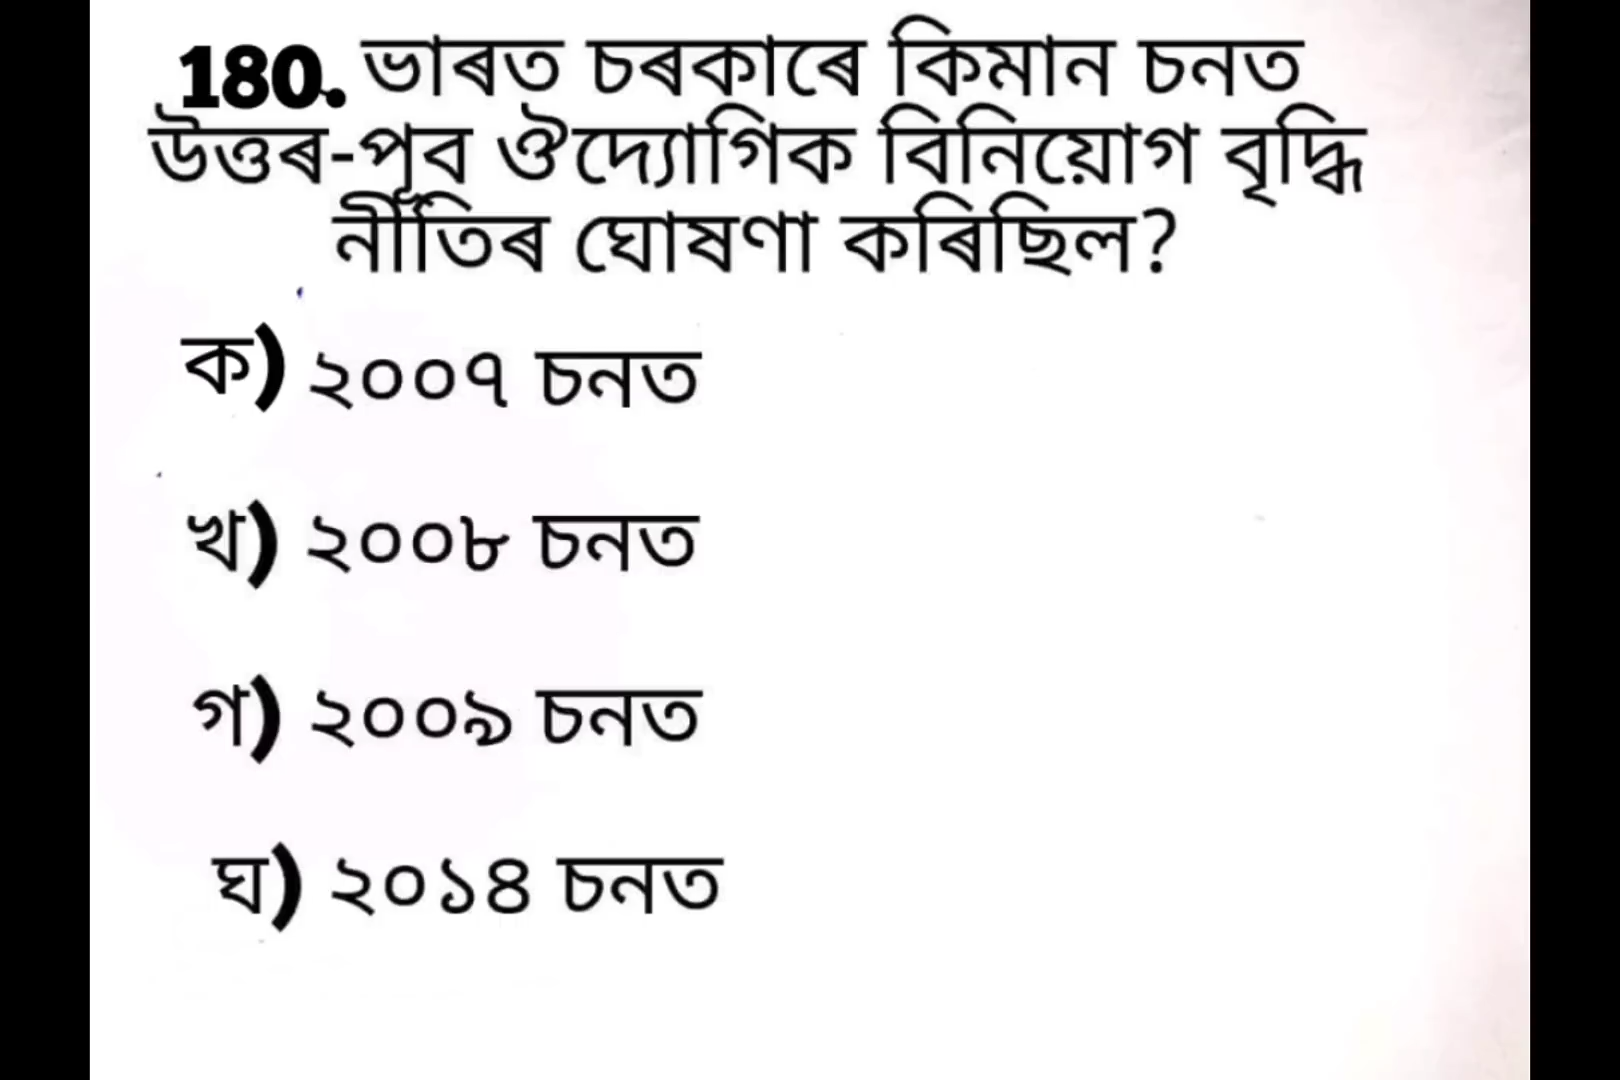 180. ভাৰত চৰকাৰে কিমান চনত
উত্তৰ-পূব ঔদ্যোগিক বিনিয়োগ বৃদ্ধি
নীতিৰ ঘোষণা কৰিছিল?
ক) ২০০৭ চনত
খ) ২০০৮ চনত
গ) ২০০৯ চনত
ঘ) ২০১৪ চনত